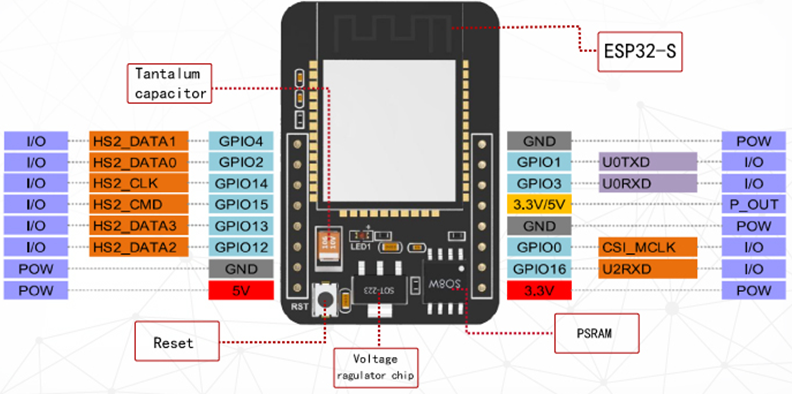 ESP32-S
Tantalum
capacitor
I/O HS2_DATA1 GPIO4
I/O HS2_DATA0 GPIO2
I/O HS2_CLK GPIO14
I/O HS2_CMD GPIO15
I/O HS2_DATA3 GPIO13
I/O HS2_DATA2 GPIO12
POW GND
POW 5V
GND POW
GPIO1 U0TXD I/O
GPIO3 U0RXD I/O
3.3V/5V P_OUT
GND POW
GPIO0 CSI_MCLK I/O
GPIO16 U2RXD I/O
3.3V POW
+
LED1
SOT-223
SO8W
RST
Reset
Voltage
ragulator chip
PSRAM